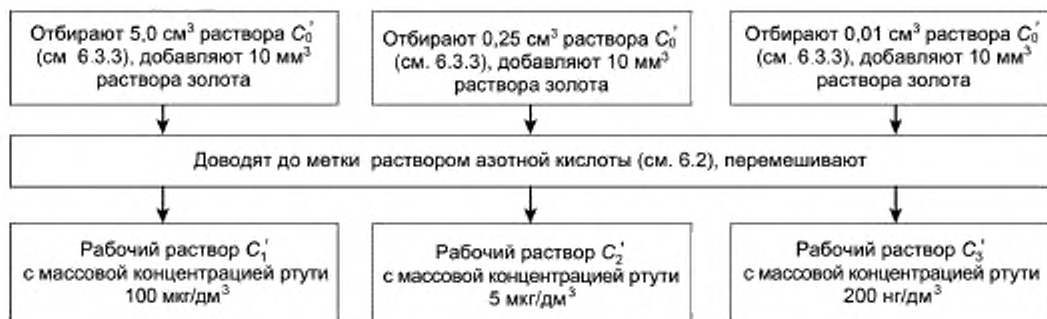 Отбирают 5,0 см³ раствора C₀'
(см 6.3.3), добавляют 10 мм³
раствора золота
Отбирают 0,25 см³ раствора C₀'
(см. 6.3.3), добавляют 10 мм³
раствора золота
Отбирают 0,01 см³ раствора C₀'
(см. 6.3.3), добавляют 10 мм³
раствора золота
Доводят до метки раствором азотной кислоты (см. 6.2), перемешивают
Рабочий раствор C₁'
с массовой концентрацией ртути
100 мкг/дм³
Рабочий раствор C₂'
с массовой концентрацией ртути
5 мкг/дм³
Рабочий раствор C₃'
с массовой концентрацией ртути
200 нг/дм³